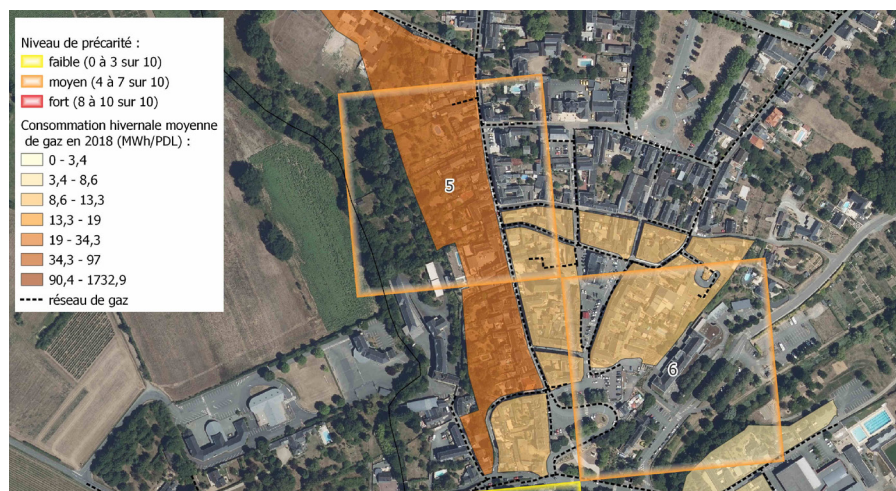 Niveau de précarité :
faible (0 à 3 sur 10)
moyen (4 à 7 sur 10)
fort (8 à 10 sur 10)
Consommation hivernale moyenne
de gaz en 2018 (MWh/PDL) :
0 - 3,4
3,4 - 8,6
8,6 - 13,3
13,3 - 19
19 - 34,3
34,3 - 97
90,4 - 1732,9
réseau de gaz
5
6